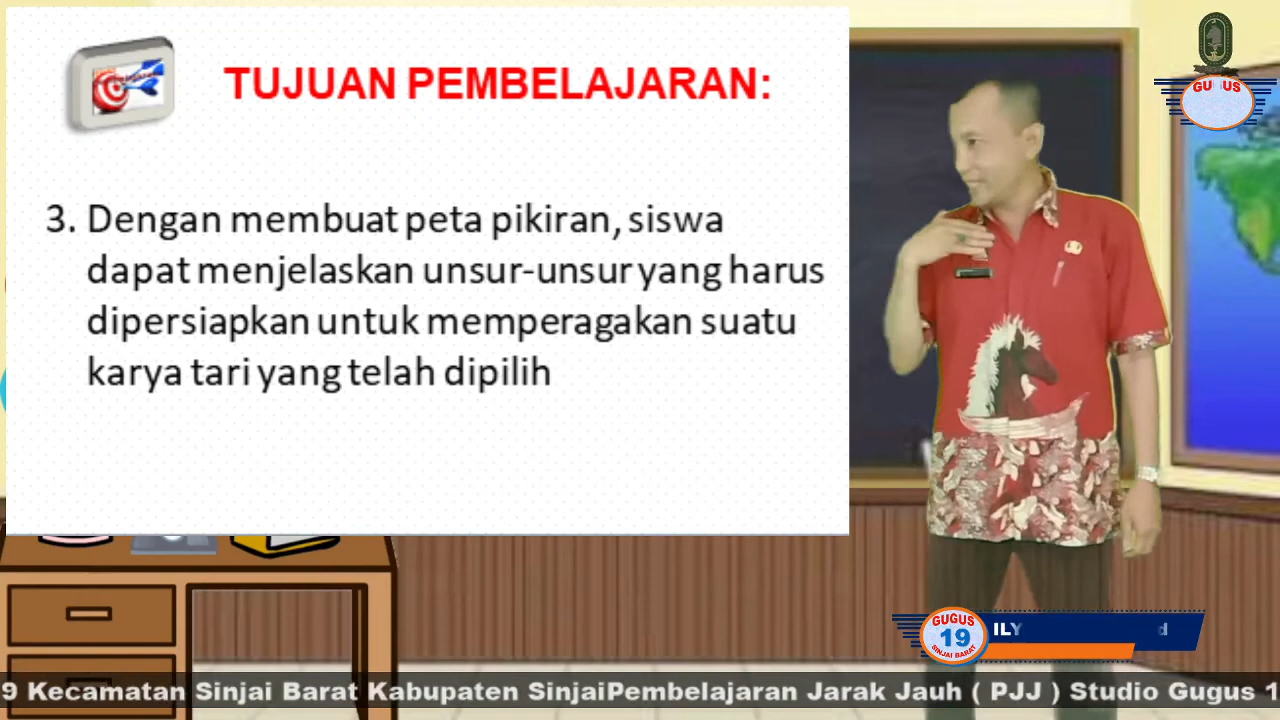 TUJUAN PEMBELAJARAN:
3. Dengan membuat peta pikiran, siswa
dapat menjelaskan unsur-unsur yang harus
dipersiapkan untuk memperagakan suatu
karya tari yang telah dipilih
GUGUS
19
SINJAI BARAT
ILY
d
9 Kecamatan Sinjai Barat Kabupaten SinjaiPembelajaran Jarak Jauh ( PJJ ) Studio Gugus 1